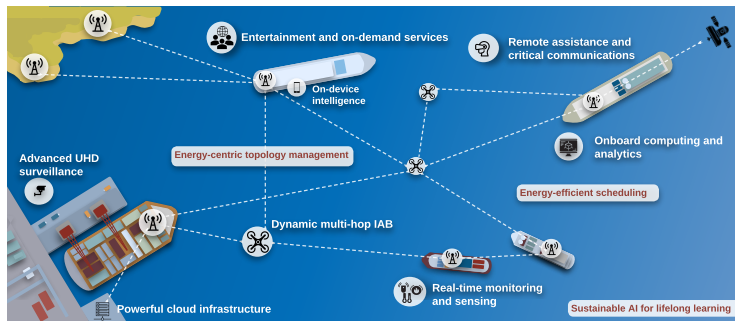 Entertainment and on-demand services
Remote assistance and
critical communications
On-device
intelligence
Onboard computing and
analytics
Energy-centric topology management
Advanced UHD
surveillance
Energy-efficient scheduling
Dynamic multi-hop IAB
Real-time monitoring
and sensing
Powerful cloud infrastructure
Sustainable AI for lifelong learning